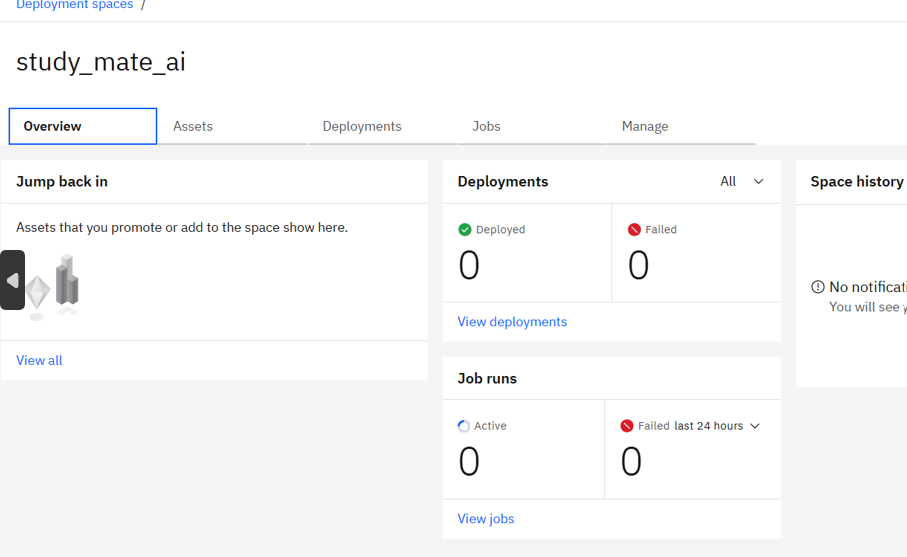 Deployment spaces /
study_mate_ai
Overview Assets Deployments Jobs Manage
Jump back in
Assets that you promote or add to the space show here.
View all
Deployments All
Deployed Failed
0 0
View deployments
Job runs
Active Failed last 24 hours
0 0
View jobs
Space history
No notificati
You will see